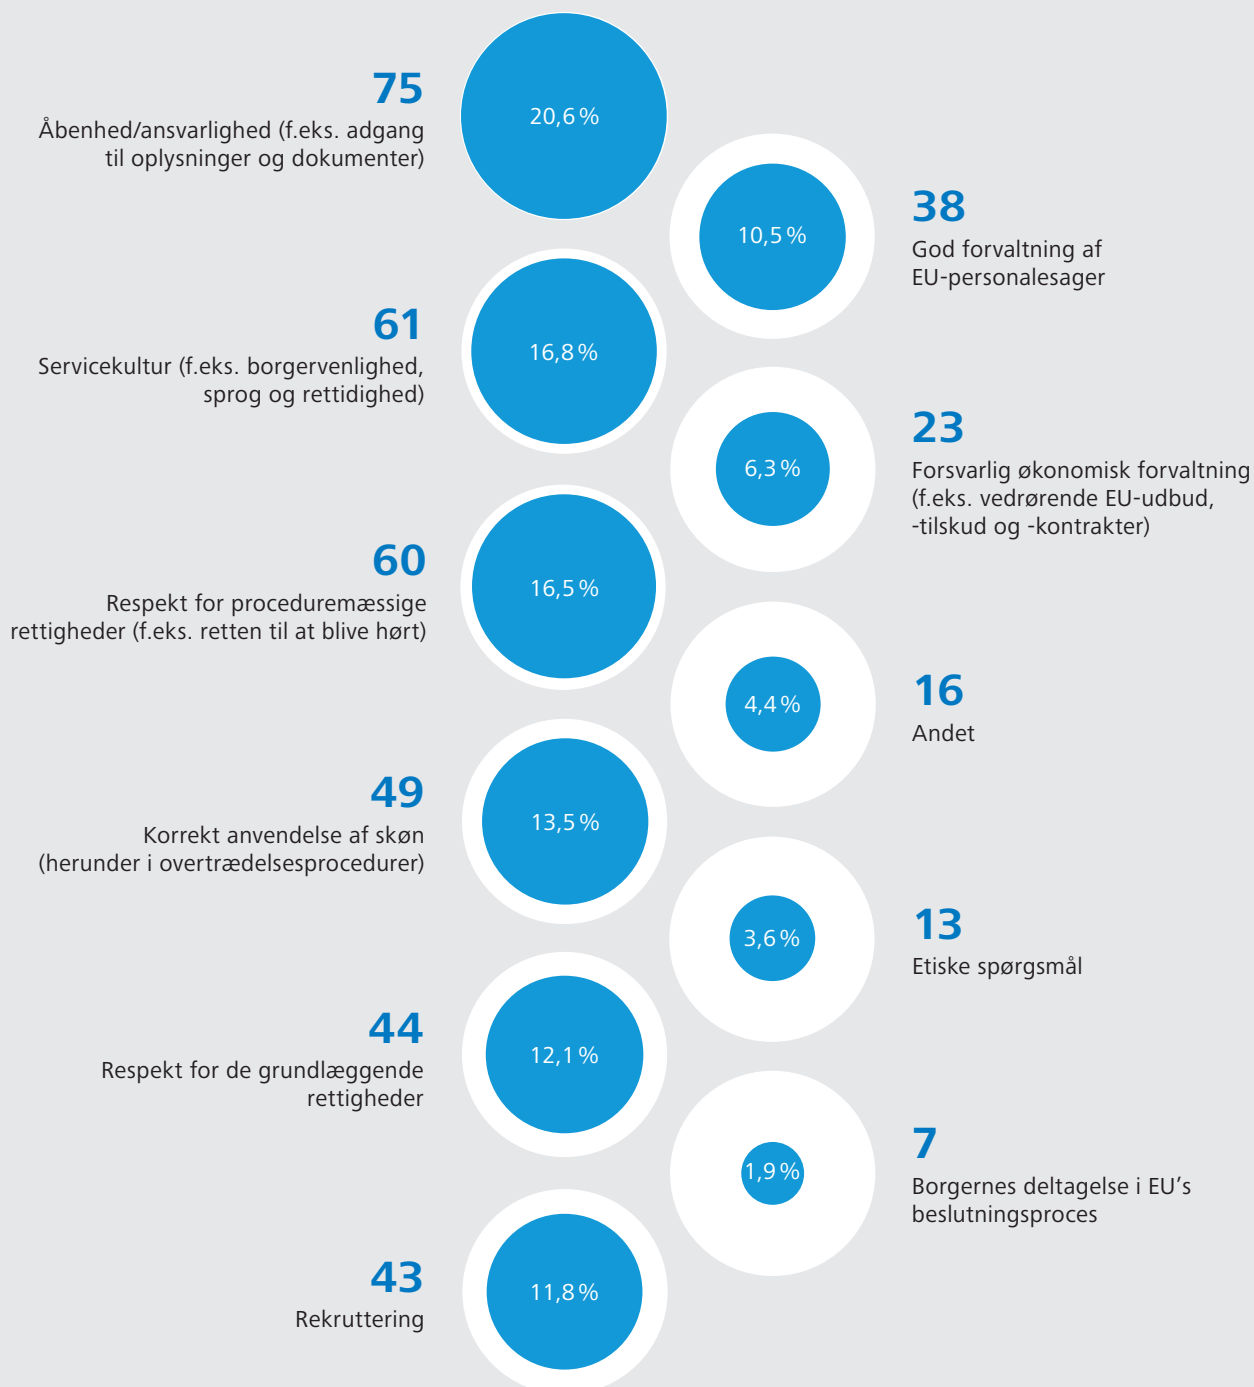 75
Åbenhed/ansvarlighed (f.eks. adgang
til oplysninger og dokumenter)
20,6 %
61
Servicekultur (f.eks. borgervenlighed,
sprog og rettidighed)
16,8 %
60
Respekt for proceduremæssige
rettigheder (f.eks. retten til at blive hørt)
16,5 %
49
Korrekt anvendelse af skøn
(herunder i overtrædelsesprocedurer)
13,5 %
44
Respekt for de grundlæggende
rettigheder
12,1 %
43
Rekruttering
11,8 %
10,5 %
38
God forvaltning af
EU-personalesager
6,3 %
23
Forsvarlig økonomisk forvaltning
(f.eks. vedrørende EU-udbud,
-tilskud og -kontrakter)
4,4 %
16
Andet
3,6 %
13
Etiske spørgsmål
1,9 %
7
Borgernes deltagelse i EU’s
beslutningsproces